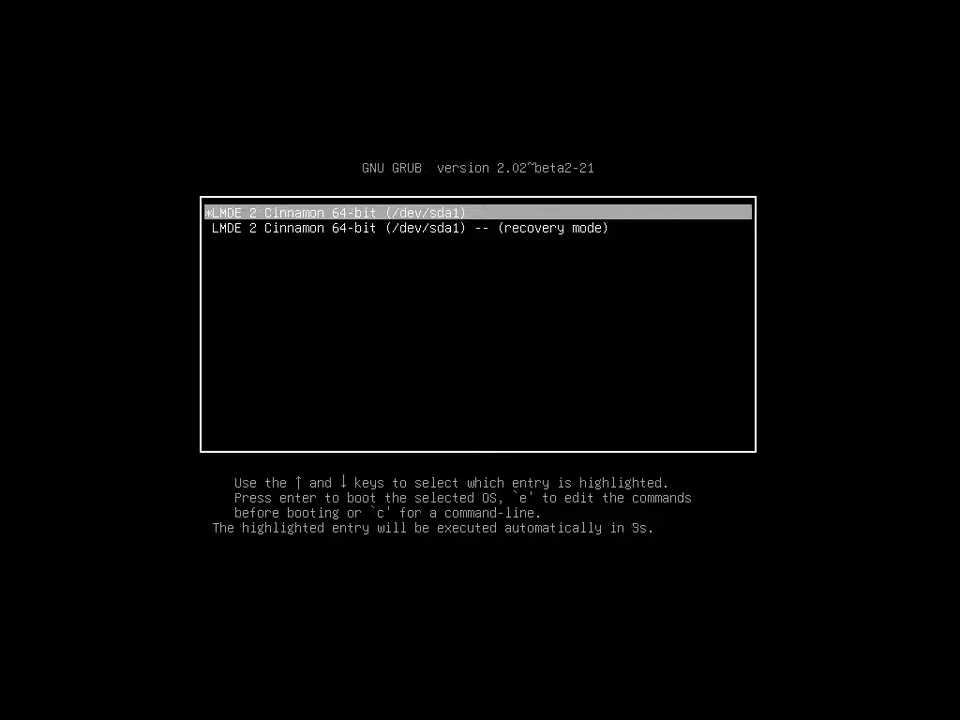 GNU GRUB  version 2.02~beta2-21
*LMDE 2 Cinnamon 64-bit (/dev/sda1)
LMDE 2 Cinnamon 64-bit (/dev/sda1) -- (recovery mode)
Use the ↑ and ↓ keys to select which entry is highlighted.
Press enter to boot the selected OS, `e' to edit the commands
before booting or `c' for a command-line.
The highlighted entry will be executed automatically in 3s.